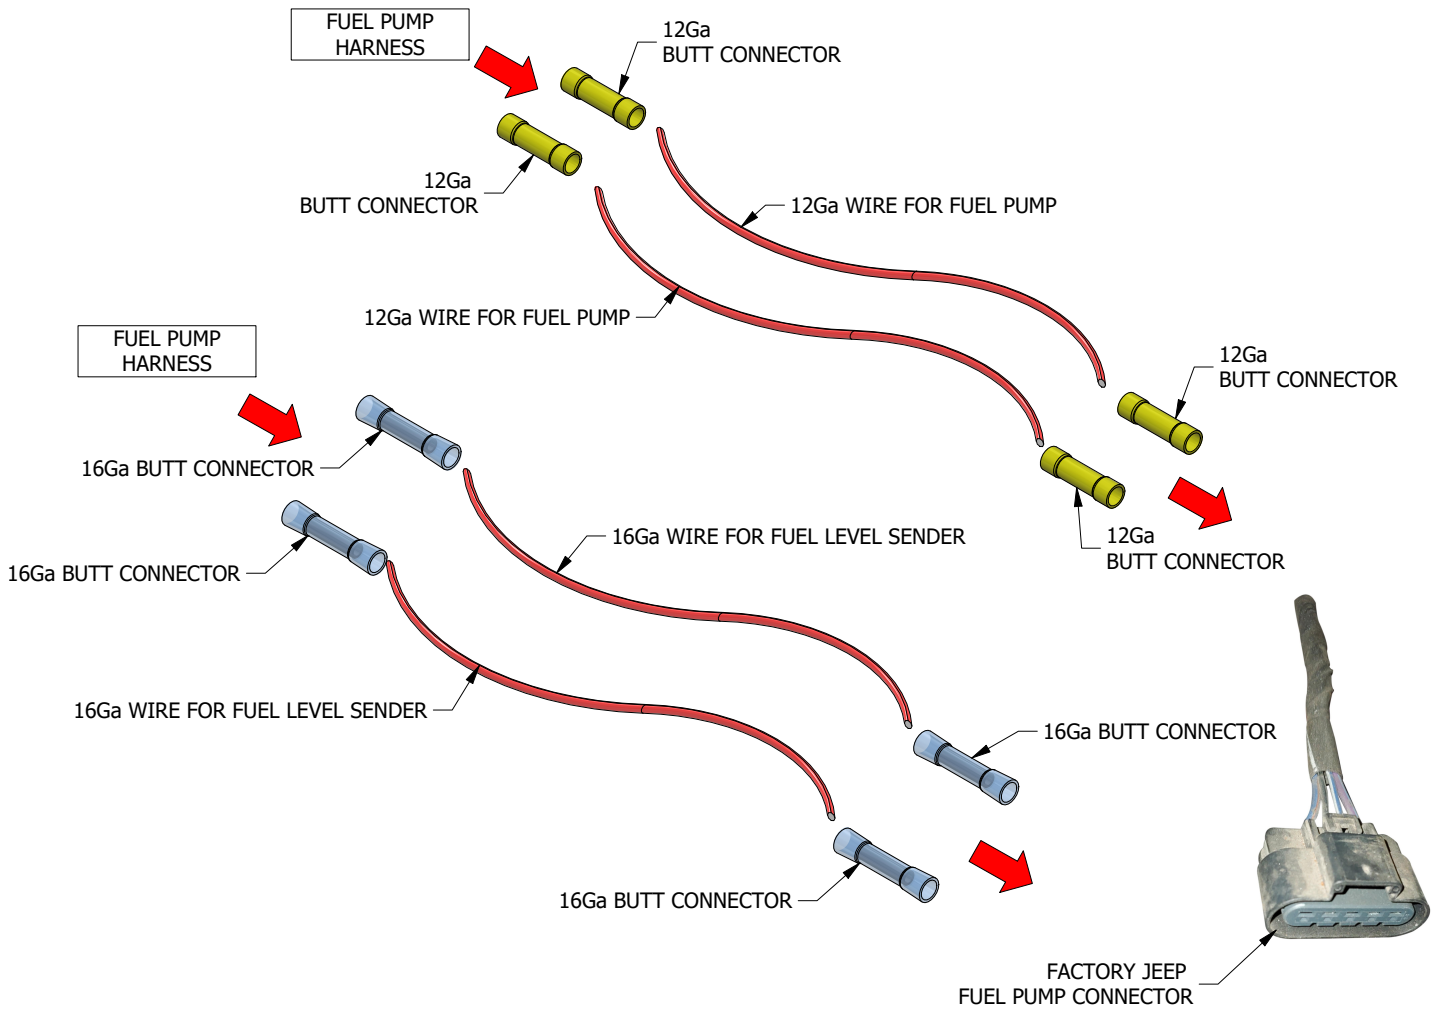 FUEL PUMP
HARNESS
12Ga
BUTT CONNECTOR
12Ga
BUTT CONNECTOR
12Ga WIRE FOR FUEL PUMP
12Ga WIRE FOR FUEL PUMP
FUEL PUMP
HARNESS
12Ga
BUTT CONNECTOR
16Ga BUTT CONNECTOR
16Ga WIRE FOR FUEL LEVEL SENDER
12Ga
BUTT CONNECTOR
16Ga BUTT CONNECTOR
16Ga WIRE FOR FUEL LEVEL SENDER
16Ga BUTT CONNECTOR
16Ga BUTT CONNECTOR
FACTORY JEEP
FUEL PUMP CONNECTOR